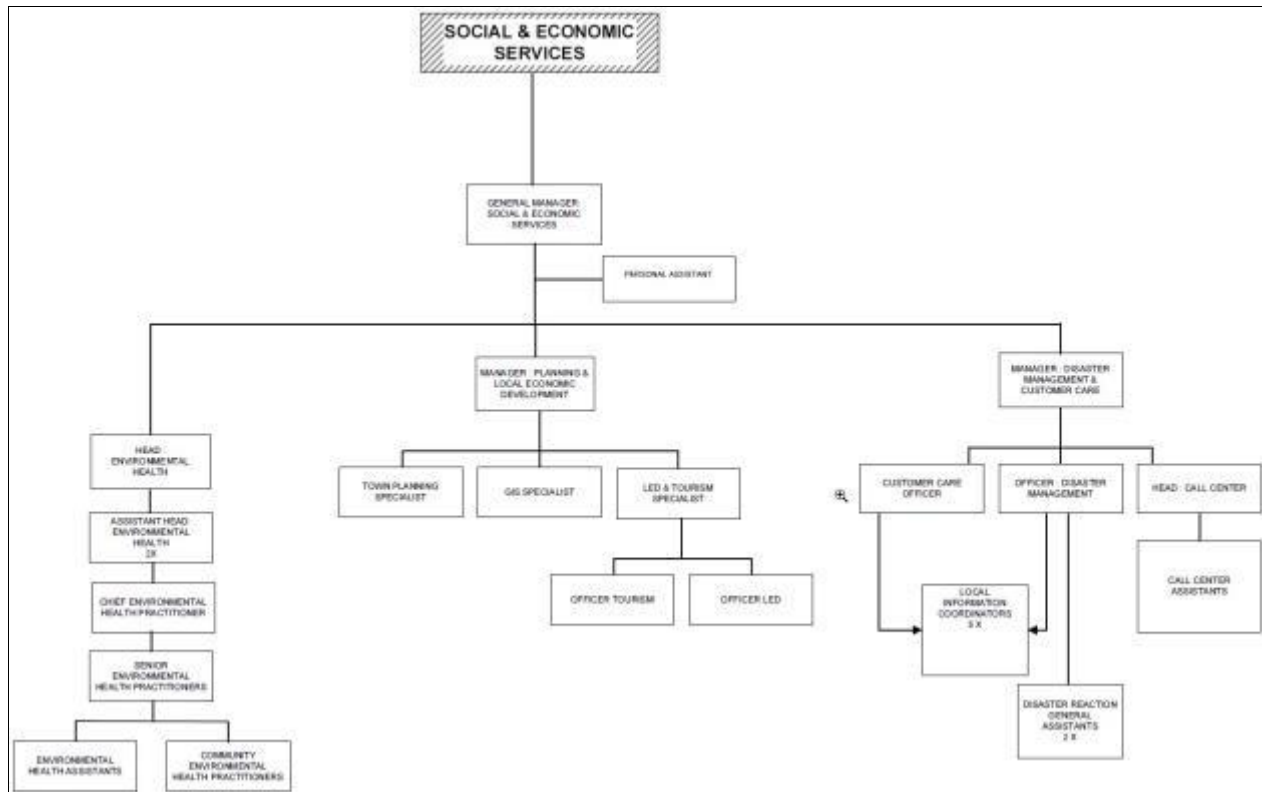 SOCIAL & ECONOMIC
SERVICES
GENERAL MANAGER
SOCIAL & ECONOMIC
SERVICES
PERSONAL ASSISTANT
MANAGER : PLANNING &
LOCAL ECONOMIC
DEVELOPMENT
MANAGER : DISASTER
MANAGEMENT &
CUSTOMER CARE
HEAD :
ENVIRONMENTAL
HEALTH
TOWN PLANNING
SPECIALIST
GIS SPECIALIST
LED & TOURISM
SPECIALIST
CUSTOMER CARE
OFFICER
OFFICER : DISASTER
MANAGEMENT
HEAD : CALL CENTER
ASSISTANT HEAD
ENVIRONMENTAL
HEALTH
2X
CHIEF ENVIRONMENTAL
HEALTH PRACTITIONER
OFFICER TOURISM
OFFICER LED
LOCAL
INFORMATION
COORDINATORS
5 X
CALL CENTER
ASSISTANTS
SENIOR
ENVIRONMENTAL
HEALTH PRACTITIONERS
DISASTER REACTION
GENERAL
ASSISTANTS
2 X
ENVIRONMENTAL
HEALTH ASSISTANTS
COMMUNITY
ENVIRONMENTAL
HEALTH PRACTITIONERS